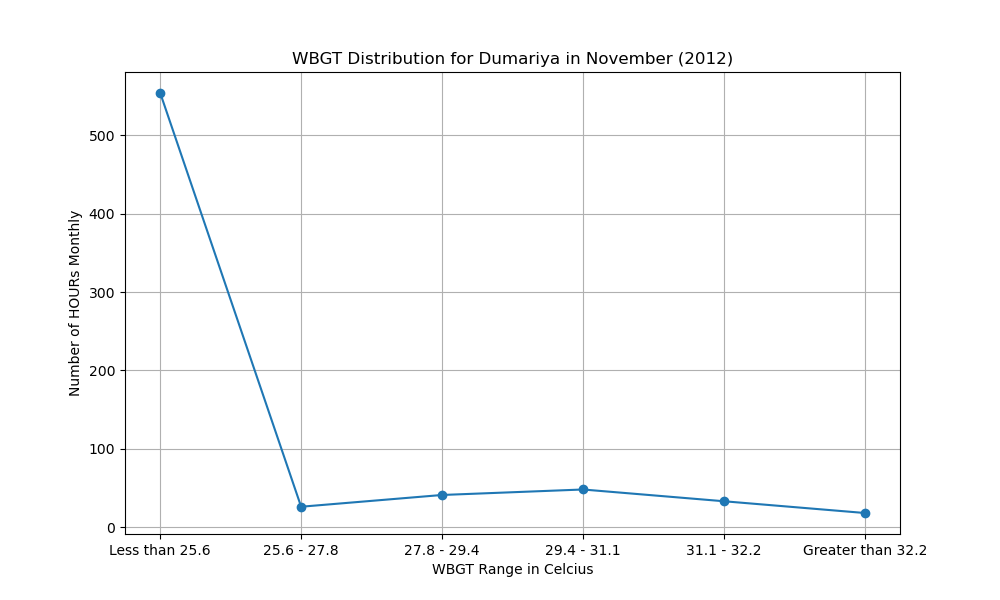 WBGT Distribution for Dumariya in November (2012)
Number of HOURs Monthly
500
400
300
200
100
0
Less than 25.6
25.6 - 27.8
27.8 - 29.4
29.4 - 31.1
31.1 - 32.2
Greater than 32.2
WBGT Range in Celcius